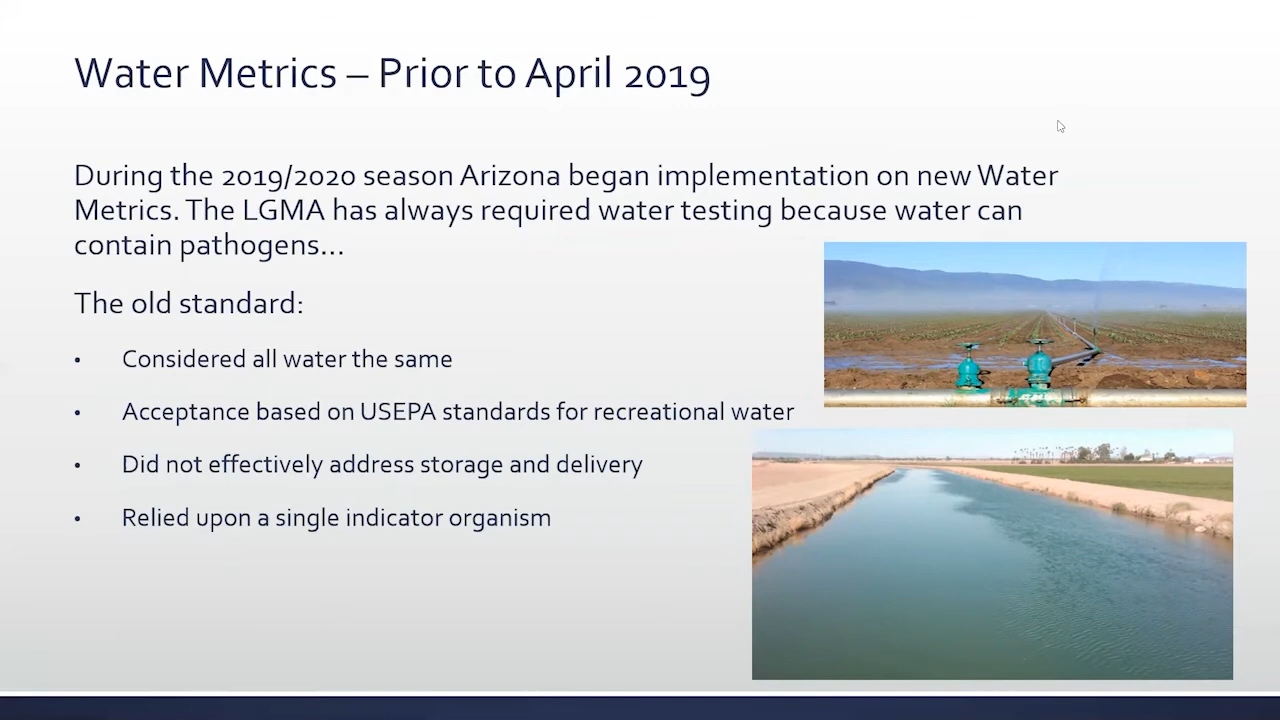 Water Metrics – Prior to April 2019
During the 2019/2020 season Arizona began implementation on new Water
Metrics. The LGMA has always required water testing because water can
contain pathogens...
The old standard:
• Considered all water the same
• Acceptance based on USEPA standards for recreational water
• Did not effectively address storage and delivery
• Relied upon a single indicator organism